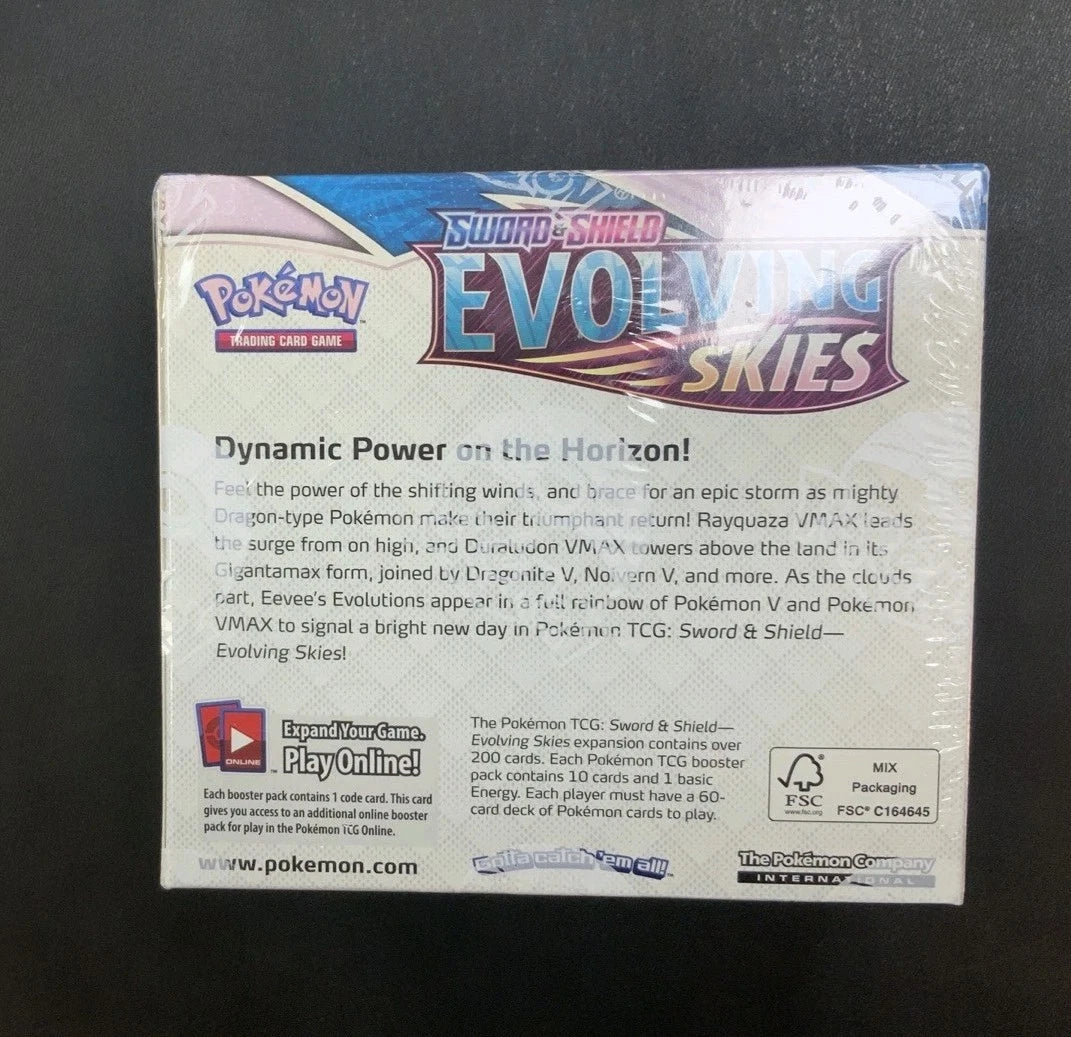 SWORD & SHIELD
EVOLVING
SKIES
POKéMON
TRADING CARD GAME
Dynamic Power on the Horizon!
Feel the power of the shifting winds, and brace for an epic storm as mighty
Dragon-type Pokémon make their triumphant return! Rayquaza VMAX leads
the surge from on high, and Duraludon VMAX towers above the land in its
Gigantamax form, joined by Dragonite V, Noivern V, and more. As the clouds
part, Eevee's Evolutions appear in a full rainbow of Pokémon V and Pokémon
VMAX to signal a bright new day in Pokémon TCG: Sword & Shield—
Evolving Skies!
ONLINE
Expand Your Game.
Play Online!
Each booster pack contains 1 code card. This card
gives you access to an additional online booster
pack for play in the Pokémon TCG Online.
The Pokémon TCG: Sword & Shield—
Evolving Skies expansion contains over
200 cards. Each Pokémon TCG booster
pack contains 10 cards and 1 basic
Energy. Each player must have a 60-
card deck of Pokémon cards to play.
FSC
www.fsc.org
MIX
Packaging
FSC® C164645
www.pokemon.com
Gotta catch 'em all!™
The Pokémon Company
INTERNATIONAL